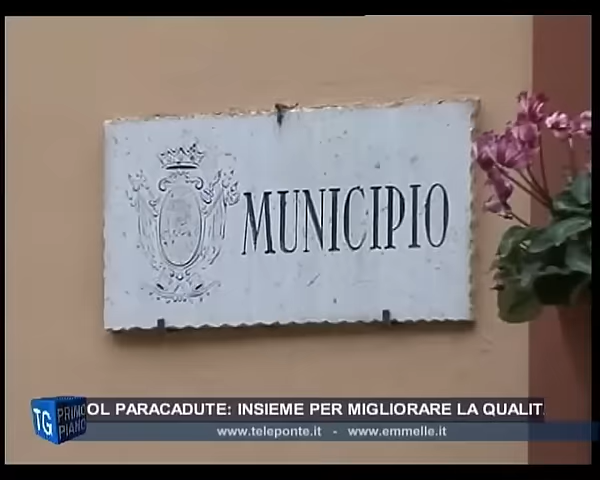 MUNICIPIO
TG PRIMO PIANO
OL PARACADUTE: INSIEME PER MIGLIORARE LA QUALIT
www.teleponte.it - www.emmelle.it